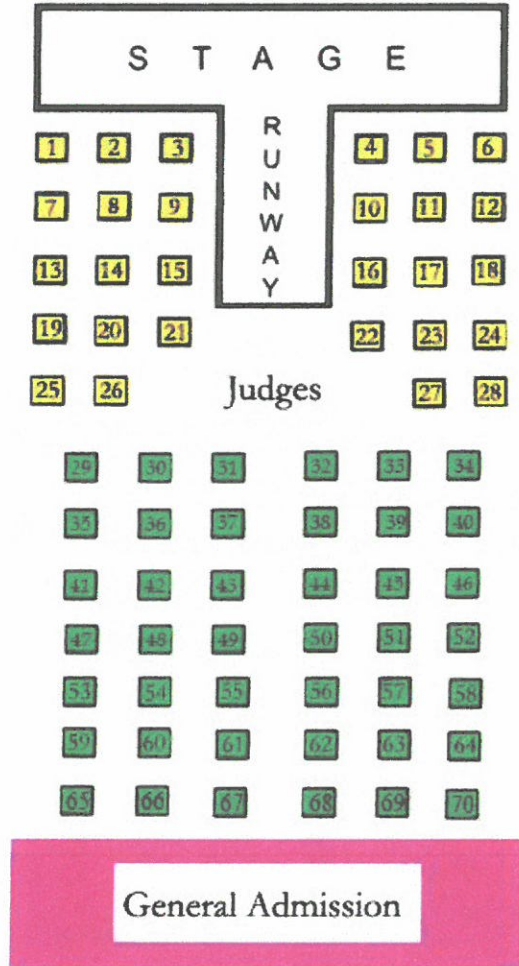 S T A G E
RUNWAY
1 2 3 4 5 6
7 8 9 10 11 12
13 14 15 16 17 18
19 20 21 22 23 24
25 26 Judges 27 28
29 30 31 32 33 34
35 36 37 38 39 40
41 42 43 44 45 46
47 48 49 50 51 52
53 54 55 56 57 58
59 60 61 62 63 64
65 66 67 68 69 70
General Admission